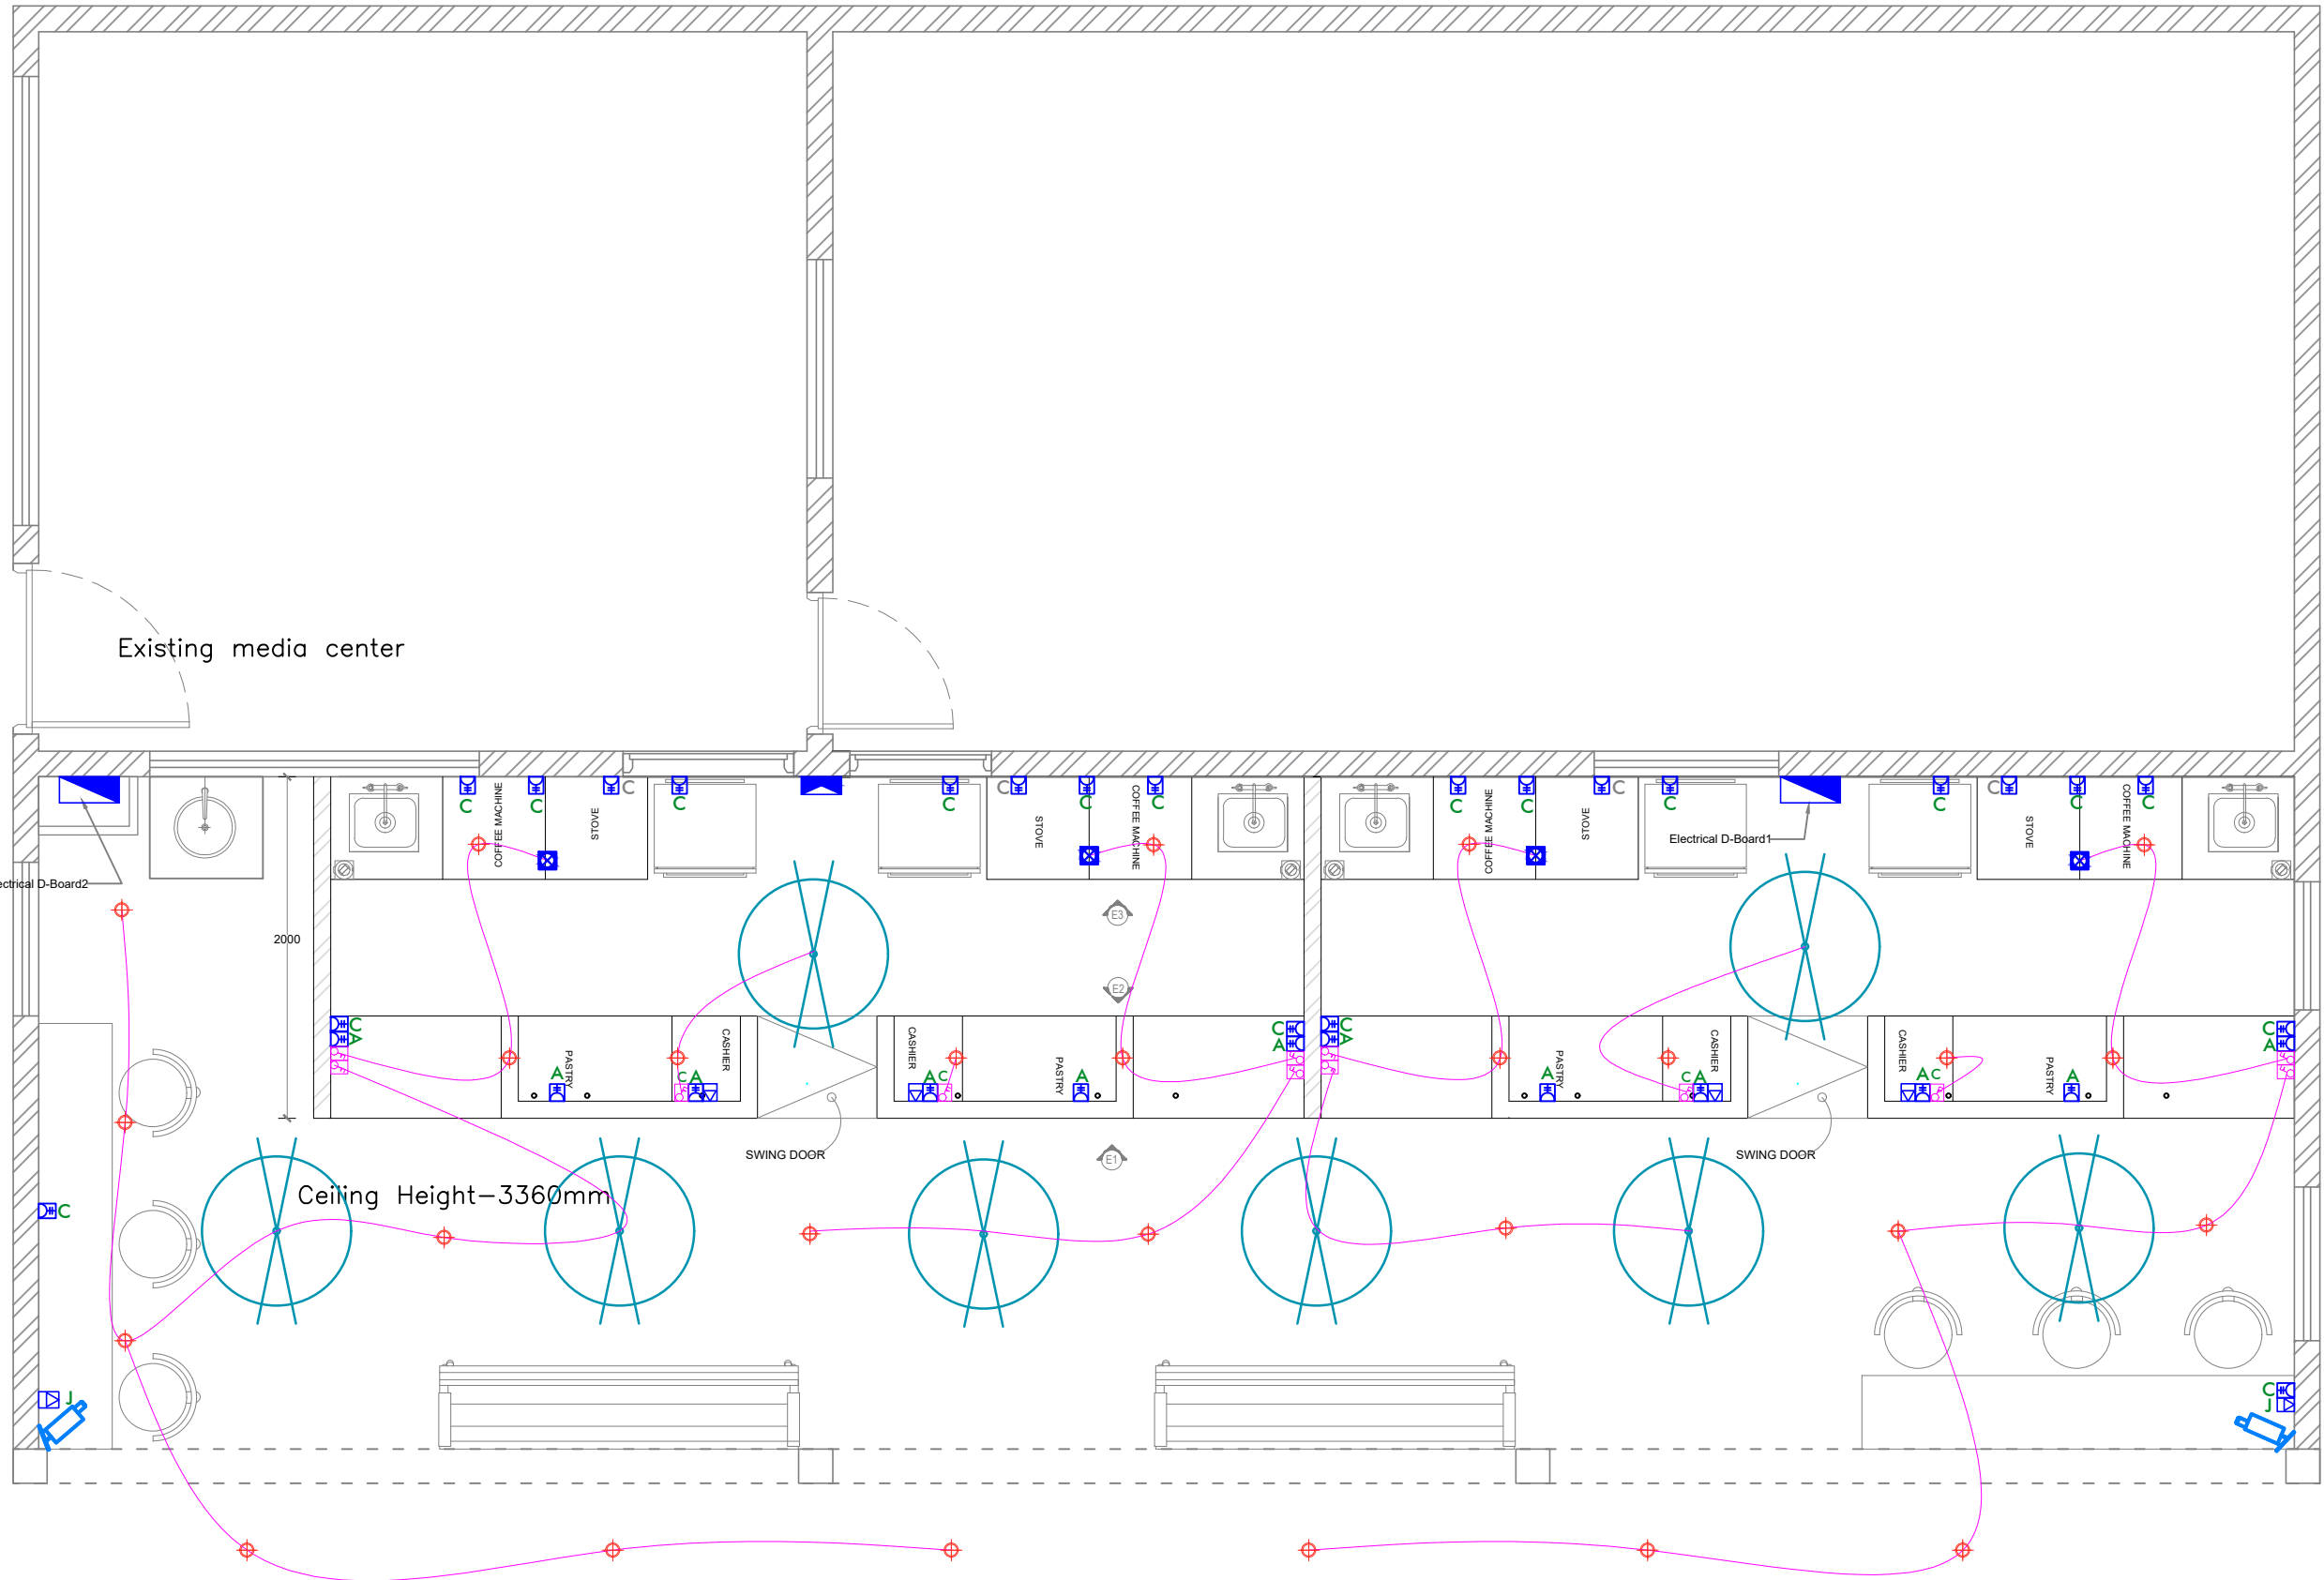 Existing media center
C
C
COFFEE MACHINE
STOVE
C
C
C
C
STOVE
C
COFFEE MACHINE
C
C
COFFEE MACHINE
C
STOVE
C
C
Electrical D-Board1
C
C
STOVE
C
COFFEE MACHINE
C
ectrical D-Board2
2000
E3
E2
C
A
PASTRY
A
C
A
CASHIER
CASHIER
A
C
PASTRY
A
C
A
C
A
PASTRY
A
C
A
CASHIER
CASHIER
A
C
PASTRY
A
C
A
SWING DOOR
E1
SWING DOOR
Ceiling Height-3360mm
C
J
C
J